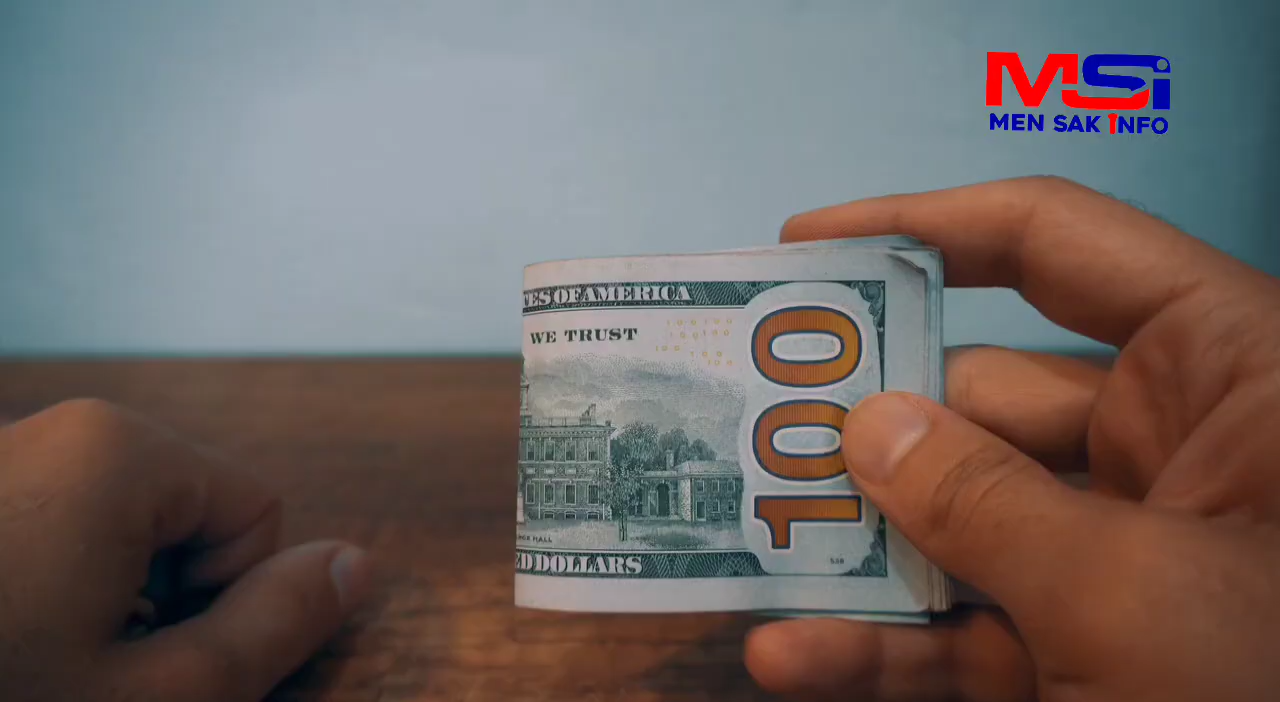 MSi
MEN SAK INFO
TES OF AMERICA
WE TRUST
100
ED DOLLARS